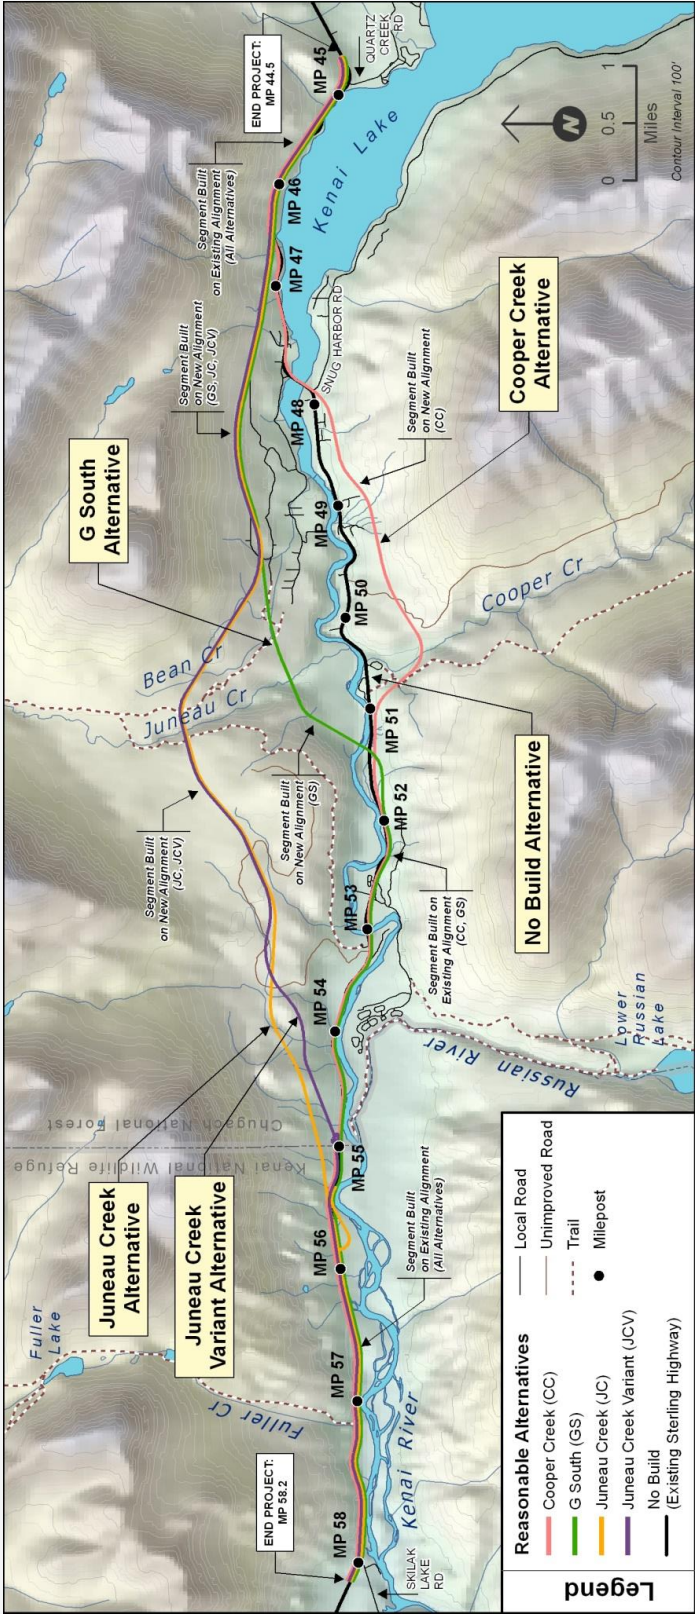 Fuller
Lake
Fuller Cr
Juneau Creek
Alternative
Juneau Creek
Variant Alternative
Kenai National Wildlife Refuge
Chugach National Forest
Segment Built
on New Alignment
(JC, JCV)
Juneau Cr
Bean Cr
G South
Alternative
Segment Built
on New Alignment
(GS, JC, JCV)
Segment Built
on Existing Alignment
(All Alternatives)
END PROJECT:
MP 44.5
QUARTZ
CREEK
RD
Segment Built
on New Alignment
(GS)
END PROJECT:
MP 58.2
MP 58
MP 57
MP 56
MP 55
MP 54
MP 53
MP 52
MP 51
MP 50
MP 49
MP 48
MP 47
MP 46
MP 45
Kenai Lake
SNUG HARBOR RD
SKILAK
LAKE
RD
Kenai River
Segment Built
on Existing Alignment
(All Alternatives)
Russian River
Lower
Russian
Lake
Segment Built on
Existing Alignment
(CC, GS)
No Build Alternative
Cooper Cr
Segment Built
on New Alignment
(CC)
Cooper Creek
Alternative
Legend
Reasonable Alternatives
Cooper Creek (CC)
G South (GS)
Juneau Creek (JC)
Juneau Creek Variant (JCV)
No Build
(Existing Sterling Highway)
Local Road
Unimproved Road
Trail
Milepost
N
0 0.5 1
Miles
Contour Interval 100'